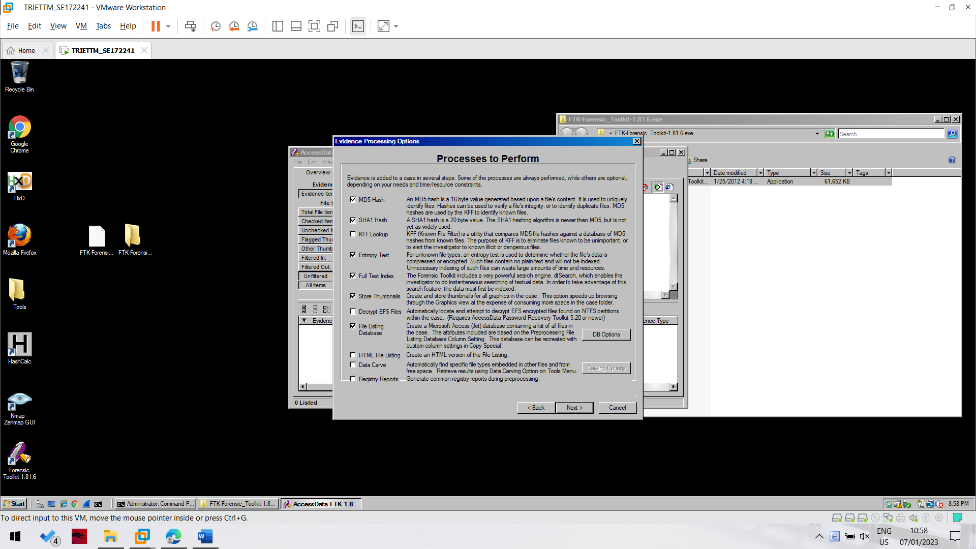 TRIETTM_SE172241 - VMware Workstation
File Edit View VM Tabs Help
Home
TRIETTM_SE172241
Recycle Bin
Google
Chrome
HxD
Mozilla Firefox
FTK-Forens...
FTK-Forens...
Tools
HashCalc
Nmap
Zenmap GUI
Forensic
Toolkit 1.81.6
FTK-Forensic_Toolkit-1.81.6.exe
FTK-Forensic_Toolkit-1.81.6.exe
Search
Share
Date modified
Type
Size
Tags
Toolkit...
1/25/2012 4:19 ...
Application
61,652 KB
AccessData
File Edit
Overview
Evidence
File
Evidence Item
Total File Item
Checked Item
Unchecked It
Flagged Thum
Other Thumb
Filtered In:
Filtered Out:
Unfiltered
All Items
Evidence
ence Type
0 Listed
Evidence Processing Options
Processes to Perform
Evidence is added to a case in several steps. Some of the processes are always performed, while others are optional,
depending on your needs and time/resource constraints.
MD5 Hash
An MD5 hash is a 16 byte value generated based upon a file's content. It is used to uniquely
identify files. Hashes can be used to verify a file's integrity, or to identify duplicate files. MD5
hashes are used by the KFF to identify known files.
SHA1 Hash
A SHA1 hash is a 20 byte value. The SHA1 hashing algorithm is newer than MD5, but is not
yet as widely used.
KFF Lookup
KFF (Known File Filter) is a utility that compares MD5 file hashes against a database of MD5
hashes from known files. The purpose of KFF is to eliminate files known to be unimportant, or
to alert the investigator to known illicit or dangerous files.
Entropy Test
For unknown file types, an entropy test is used to determine whether the file's data is
compressed or encrypted. Such files contain no plain text and will not be indexed.
Unnecessary indexing of such files can waste large amounts of time and resources.
Full Text Index
The Forensic Toolkit includes a very powerful search engine, dtSearch, which enables the
investigator to do instantaneous searching of textual data. In order to take advantage of this
search feature, the data must first be indexed.
Store Thumbnails
Create and store thumbnails for all graphics in the case. This option speeds up browsing
through the Graphics view at the expense of consuming more space in the case folder.
Decrypt EFS Files
Automatically locate and attempt to decrypt EFS encrypted files found on NTFS partitions
within the case. (Requires AccessData Password Recovery Toolkit 5.20 or newer)
File Listing
Database
Create a Microsoft Access (Jet) database containing a list of all files in
the case. The attributes included are based on the Preprocessing File
Listing Database Column Setting. This database can be recreated with
custom column settings in Copy Special.
DB Options
HTML File Listing
Create an HTML version of the File Listing.
Data Carve
Automatically find specific file types embedded in other files and from
free space. Retrieve results using Data Carving Option on Tools Menu.
Carving Options
Registry Reports
Generate common registry reports during preprocessing.
< Back
Next >
Cancel
Start
Administrator: Command P...
FTK-Forensic_Toolkit-1.8...
AccessData FTK 1.8...
8:58 PM
To direct input to this VM, move the mouse pointer inside or press Ctrl+G.
4
ENG
US
10:58
07/01/2023